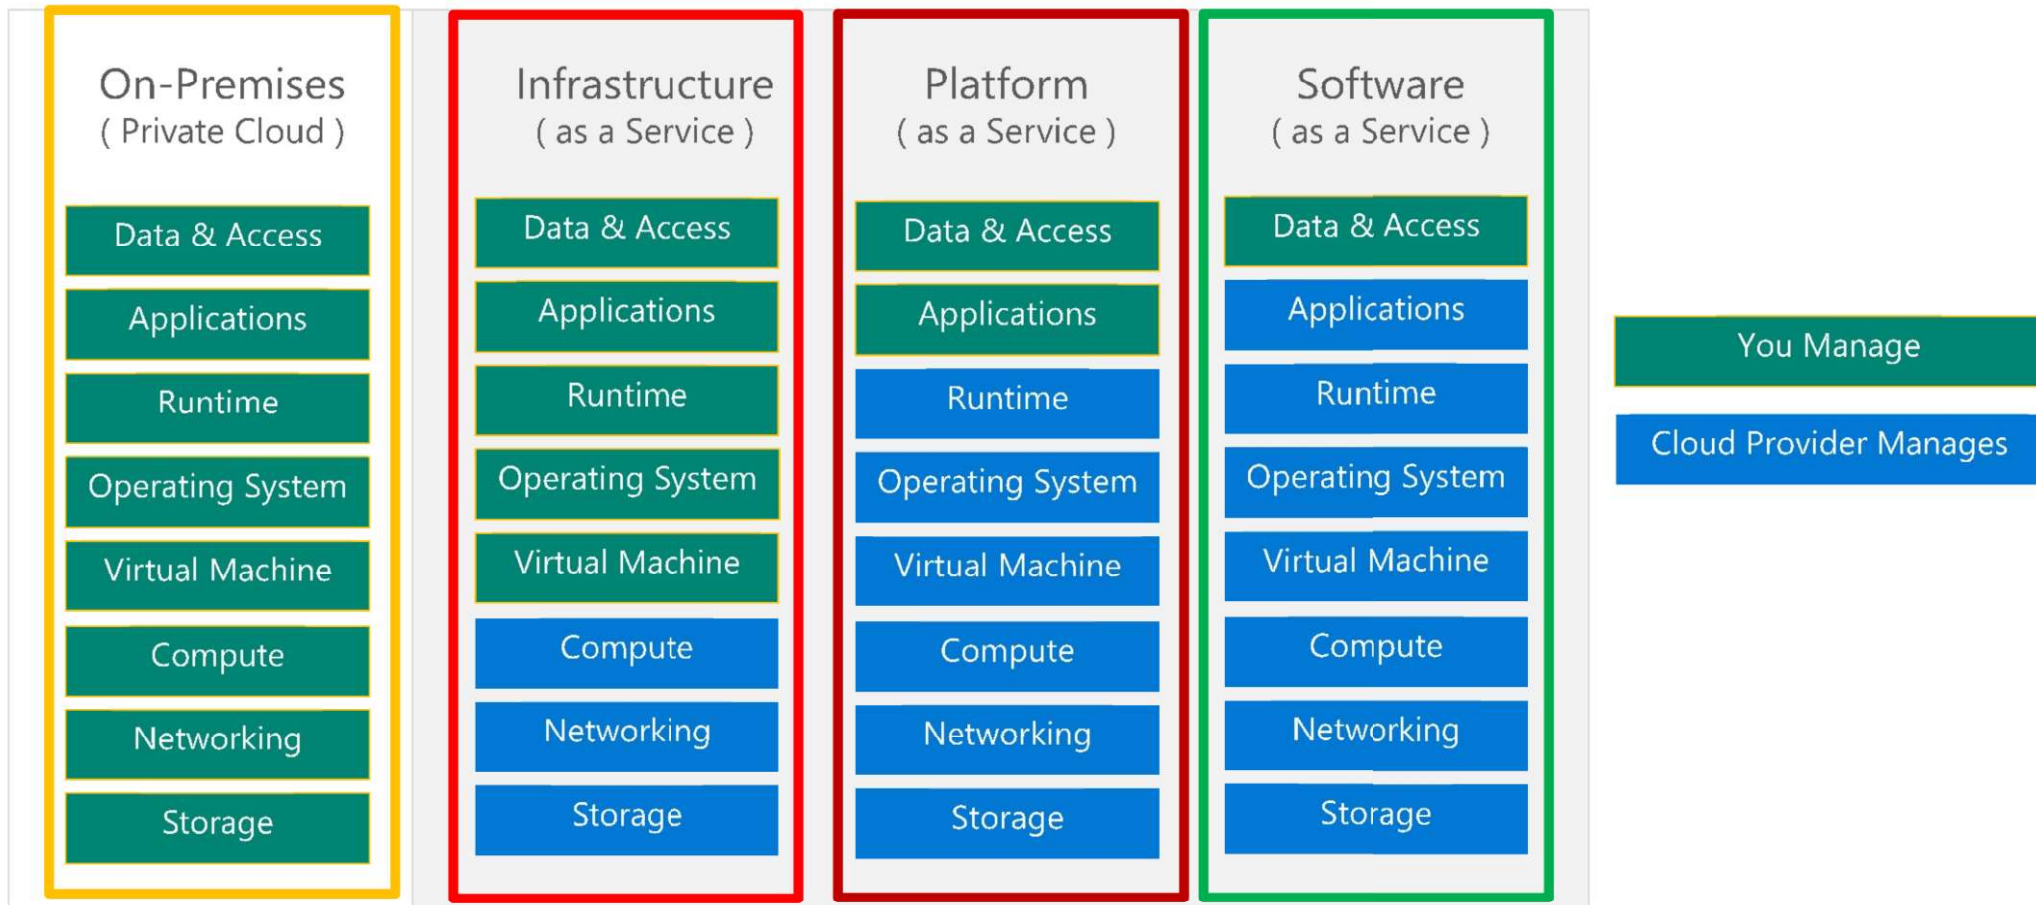 On-Premises
( Private Cloud )
Data & Access
Applications
Runtime
Operating System
Virtual Machine
Compute
Networking
Storage
Infrastructure
( as a Service )
Data & Access
Applications
Runtime
Operating System
Virtual Machine
Compute
Networking
Storage
Platform
( as a Service )
Data & Access
Applications
Runtime
Operating System
Virtual Machine
Compute
Networking
Storage
Software
( as a Service )
Data & Access
Applications
Runtime
Operating System
Virtual Machine
Compute
Networking
Storage
You Manage
Cloud Provider Manages